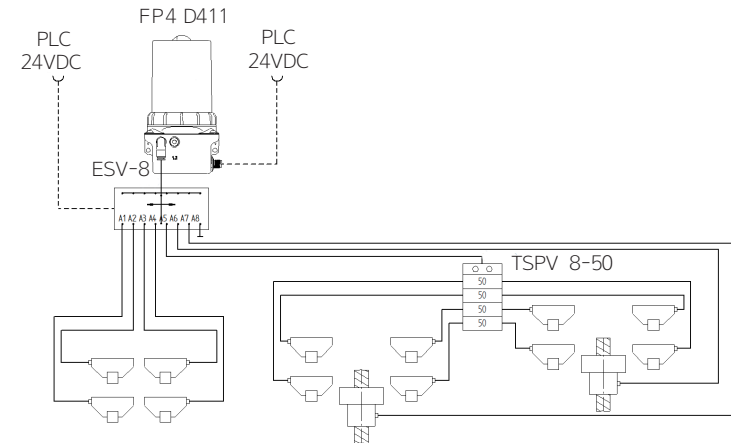 FP4 D411
PLC
24VDC
PLC
24VDC
ESV-8
A1 A2 A3 A4 A5 A6 A7 A8
TSPV 8-50
50
50
50
50